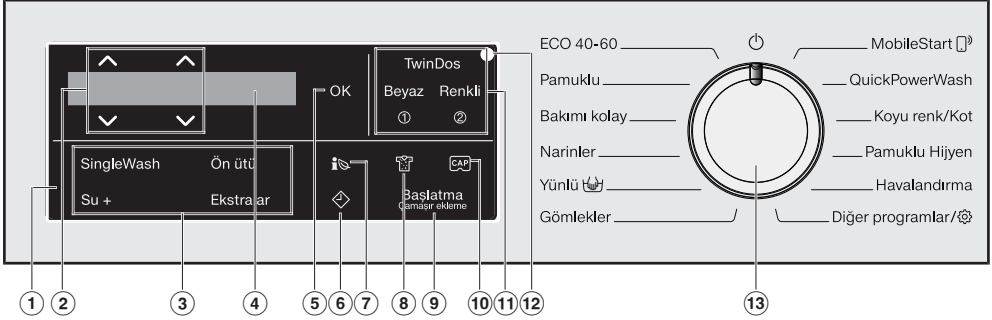 TwinDos
OK
Beyaz Renkli
① ②
SingleWash Ön ütü
CAP
Su + Ekstralar
Başlatma
Çamaşır ekleme
ECO 40-60
Pamuklu
Bakımı kolay
Narinler
Yünlü
Gömlekler
MobileStart
QuickPowerWash
Koyu renk/Kot
Pamuklu Hijyen
Havalandırma
Diğer programlar/
① ② ③ ④ ⑤ ⑥ ⑦ ⑧ ⑨ ⑩ ⑪ ⑫ ⑬